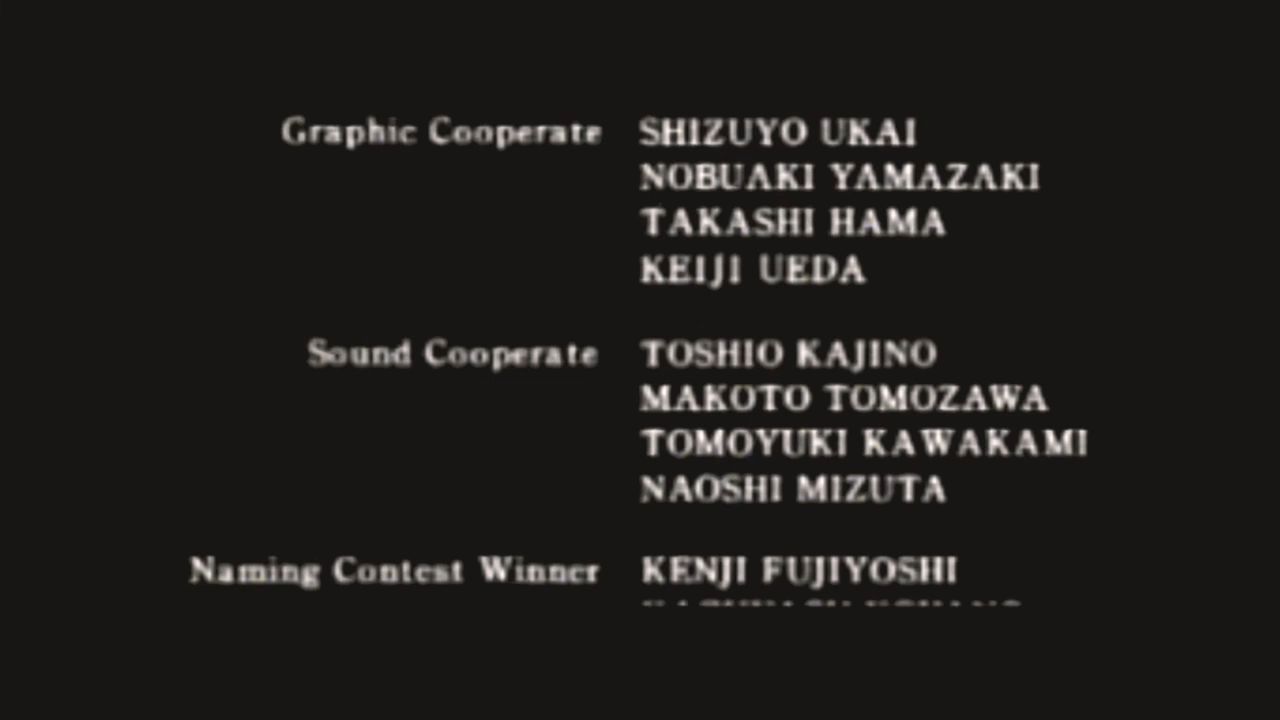 Graphic Cooperate SHIZUYO UKAI
NOBUAKI YAMAZAKI
TAKASHI HAMA
KEIJI UEDA
Sound Cooperate TOSHIO KAJINO
MAKOTO TOMOZAWA
TOMOYUKI KAWAKAMI
NAOSHI MIZUTA
Naming Contest Winner KENJI FUJIYOSHI